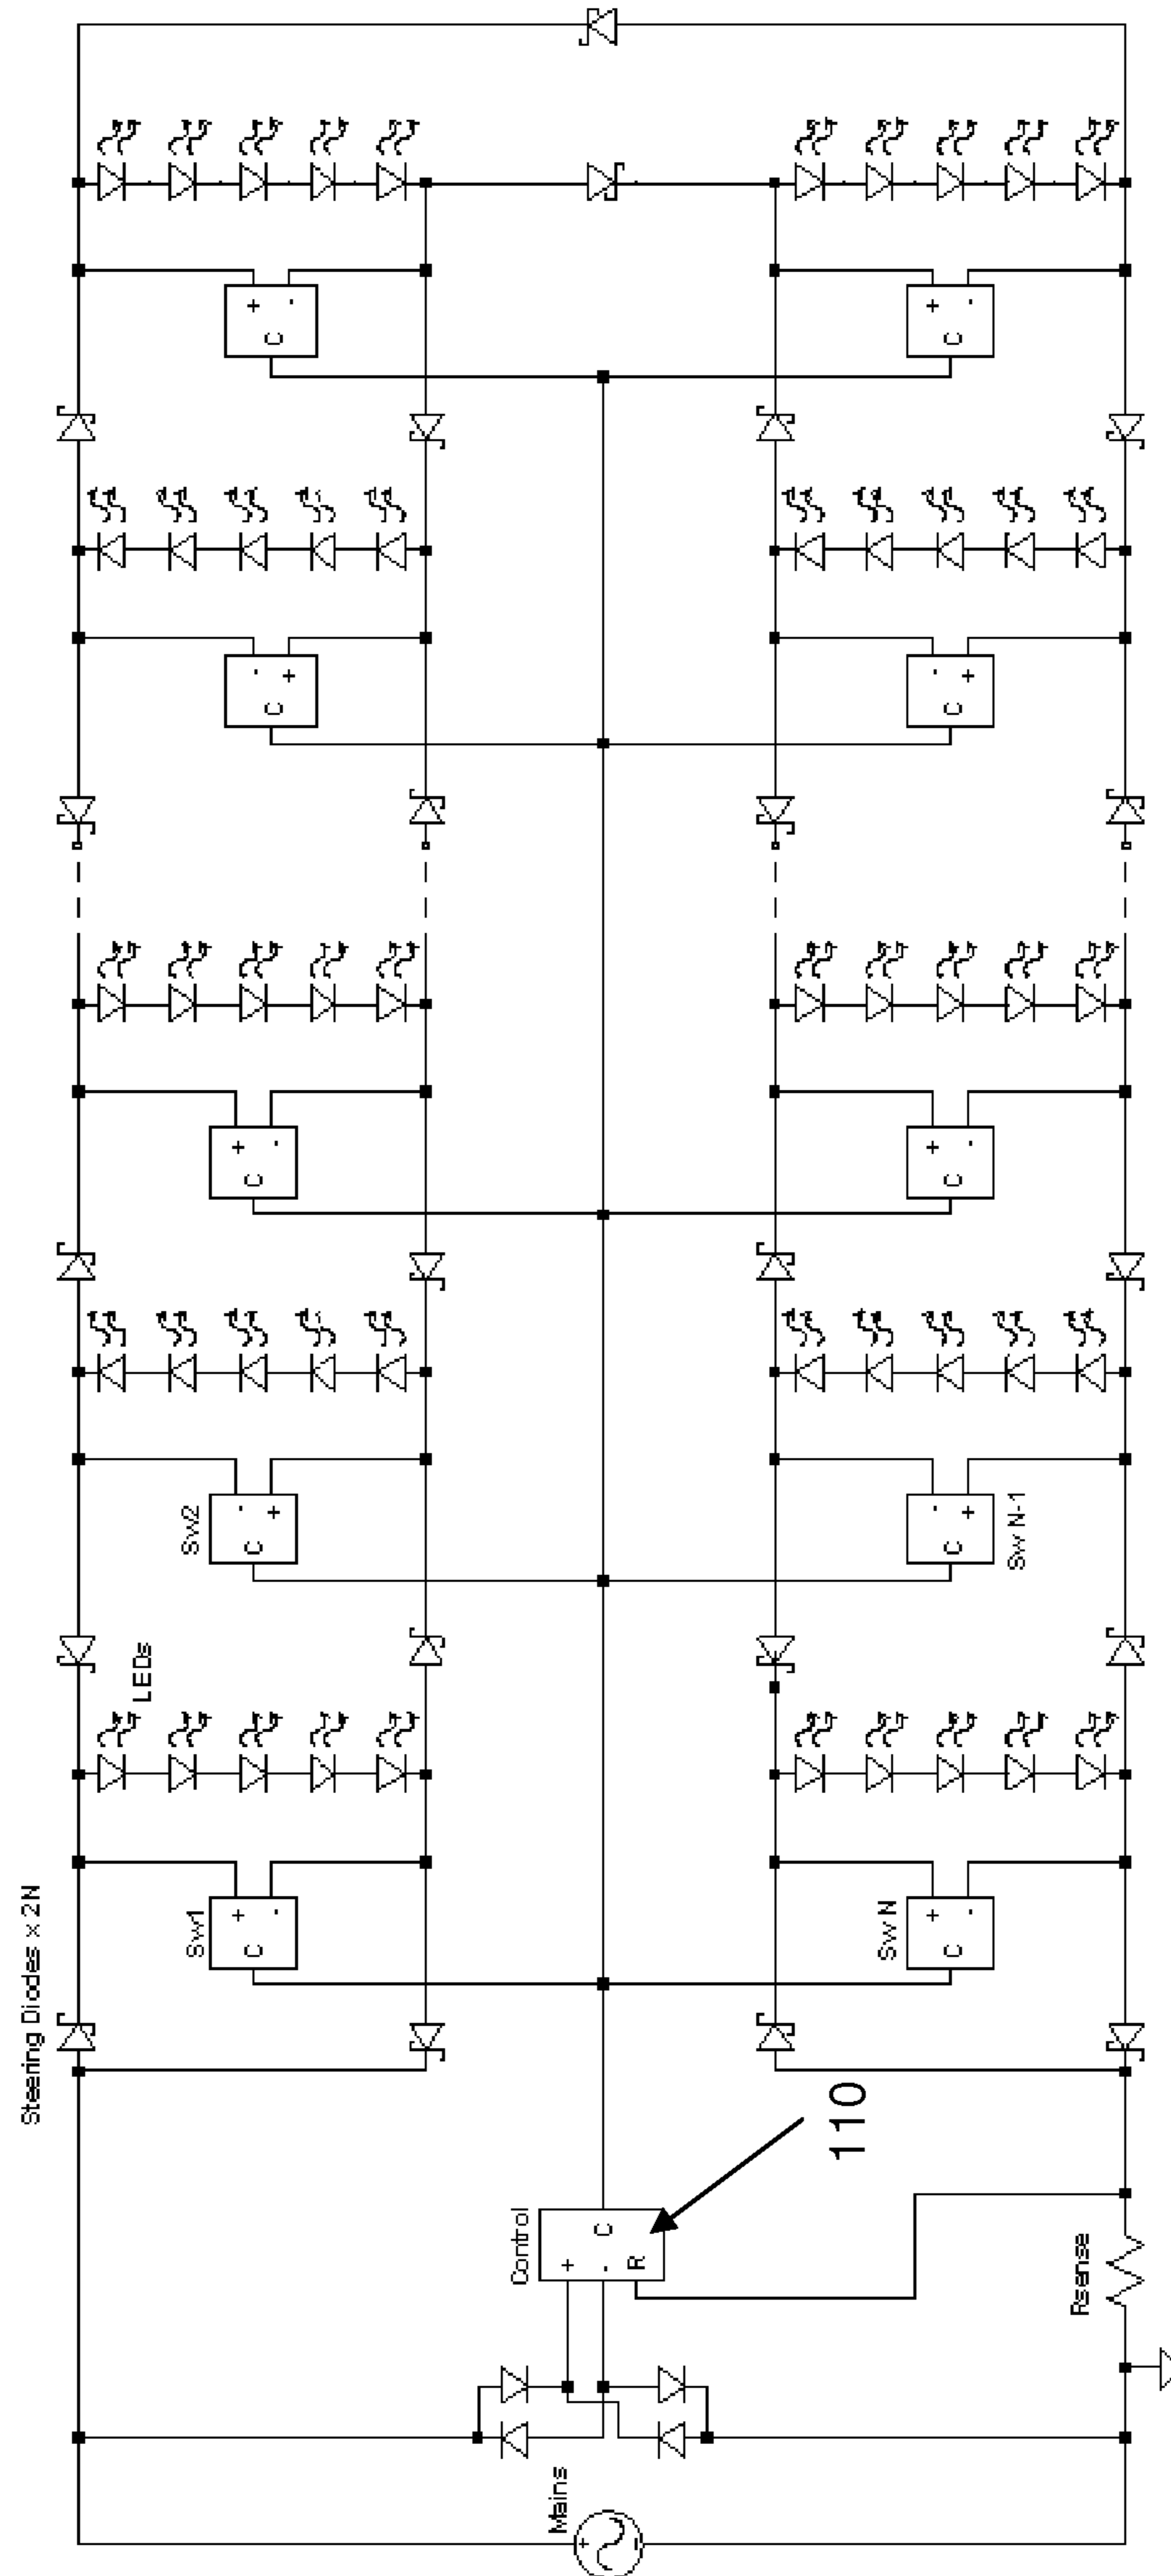 Steering Diodes x 2N
LEDs
Sw1
+
-
C
Sw2
-
+
C
+
-
C
-
+
C
+
-
C
Sw N
+
-
C
Sw N-1
-
+
C
+
-
C
-
+
C
+
-
C
Control
+
-
R
C
110
Mains
+
-
Rsense